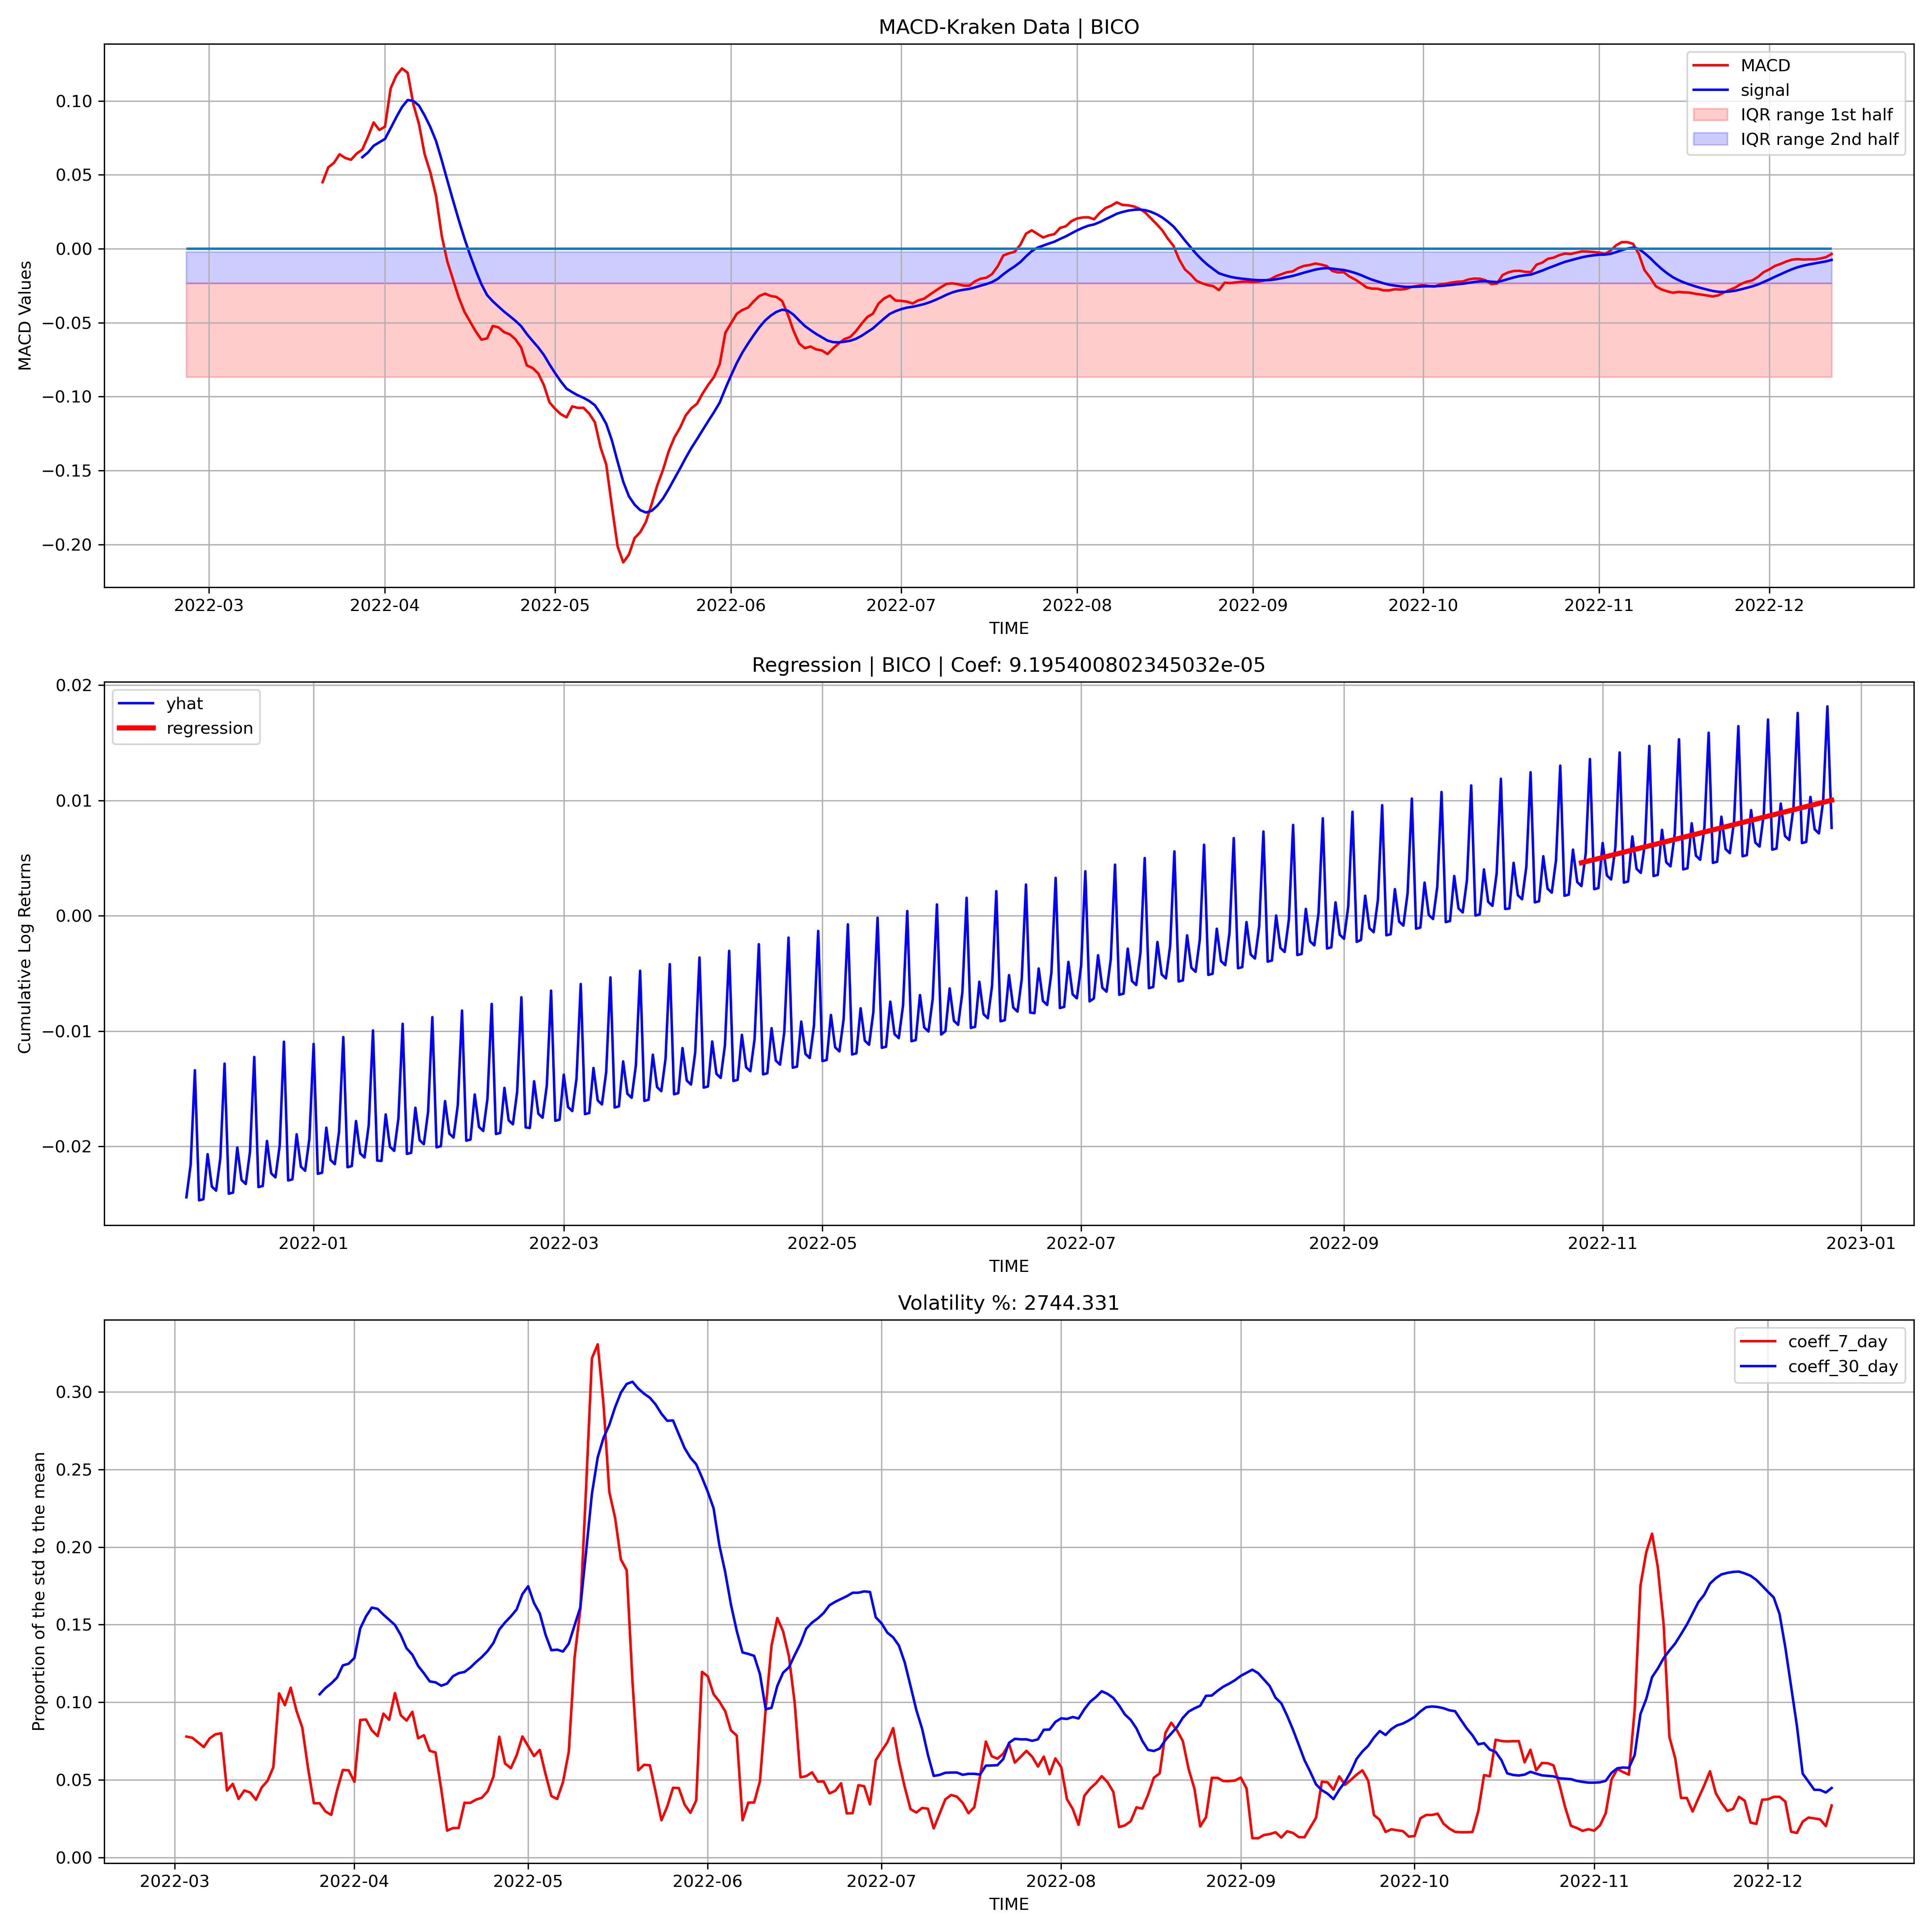 MACD-Kraken Data | BICO
MACD Values
0.10
0.05
0.00
−0.05
−0.10
−0.15
−0.20
MACD
signal
IQR range 1st half
IQR range 2nd half
2022-03 2022-04 2022-05 2022-06 2022-07 2022-08 2022-09 2022-10 2022-11 2022-12
TIME
Regression | BICO | Coef: 9.195400802345032e-05
Cumulative Log Returns
0.02
0.01
0.00
−0.01
−0.02
yhat
regression
2022-01 2022-03 2022-05 2022-07 2022-09 2022-11 2023-01
TIME
Volatility %: 2744.331
Proportion of the std to the mean
0.30
0.25
0.20
0.15
0.10
0.05
0.00
coeff_7_day
coeff_30_day
2022-03 2022-04 2022-05 2022-06 2022-07 2022-08 2022-09 2022-10 2022-11 2022-12
TIME